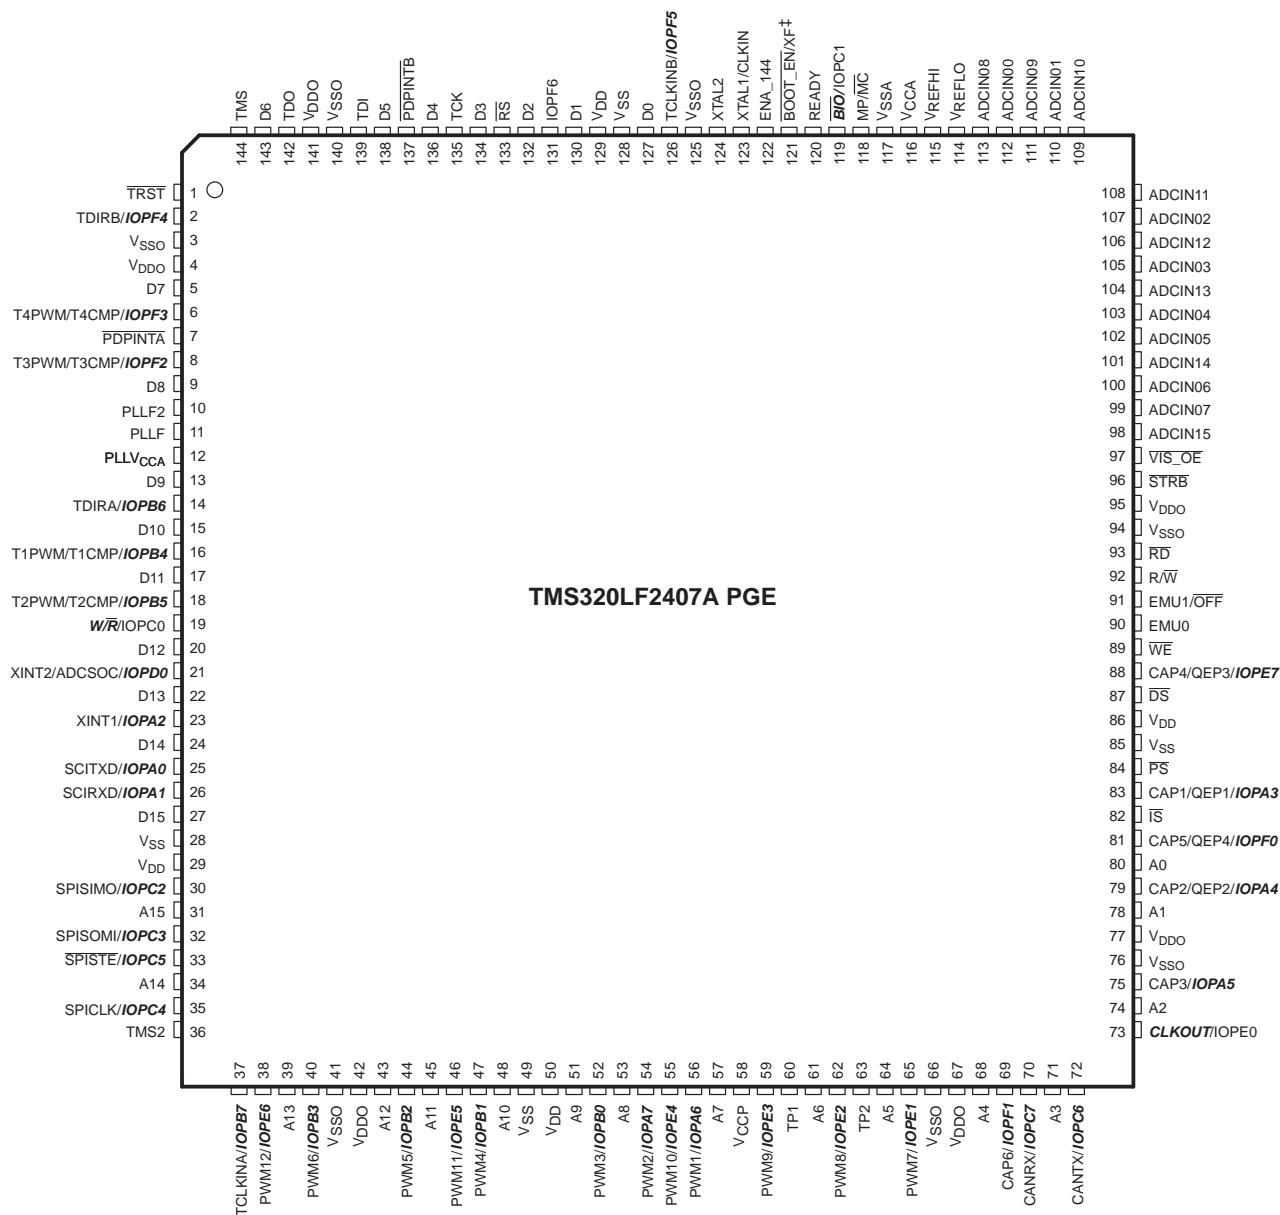 TMS
D6
TDO
VDDO
VSSO
TDI
D5
PDPINTB
D4
TCK
D3
RS
D2
IOPF6
D1
VDD
VSS
D0
TCLKINB/IOPF5
VSSO
XTAL2
XTAL1/CLKIN
ENA_144
BOOT_EN/XF‡
READY
BIO/IOPC1
MP/MC
VSSA
VCCA
VREFHI
VREFLO
ADCIN08
ADCIN00
ADCIN09
ADCIN01
ADCIN10
144
143
142
141
140
139
138
137
136
135
134
133
132
131
130
129
128
127
126
125
124
123
122
121
120
119
118
117
116
115
114
113
112
111
110
109
TRST 1
TDIRB/IOPF4 2
VSSO 3
VDDO 4
D7 5
T4PWM/T4CMP/IOPF3 6
PDPINTA 7
T3PWM/T3CMP/IOPF2 8
D8 9
PLLF2 10
PLLF 11
PLLVCCA 12
D9 13
TDIRA/IOPB6 14
D10 15
T1PWM/T1CMP/IOPB4 16
D11 17
T2PWM/T2CMP/IOPB5 18
W/R/IOPC0 19
D12 20
XINT2/ADCSOC/IOPD0 21
D13 22
XINT1/IOPA2 23
D14 24
SCITXD/IOPA0 25
SCIRXD/IOPA1 26
D15 27
VSS 28
VDD 29
SPISIMO/IOPC2 30
A15 31
SPISOMI/IOPC3 32
SPISTE/IOPC5 33
A14 34
SPICLK/IOPC4 35
TMS2 36
TMS320LF2407A PGE
108 ADCIN11
107 ADCIN02
106 ADCIN12
105 ADCIN03
104 ADCIN13
103 ADCIN04
102 ADCIN05
101 ADCIN14
100 ADCIN06
99 ADCIN07
98 ADCIN15
97 VIS_OE
96 STRB
95 VDDO
94 VSSO
93 RD
92 R/W
91 EMU1/OFF
90 EMU0
89 WE
88 CAP4/QEP3/IOPE7
87 DS
86 VDD
85 VSS
84 PS
83 CAP1/QEP1/IOPA3
82 IS
81 CAP5/QEP4/IOPF0
80 A0
79 CAP2/QEP2/IOPA4
78 A1
77 VDDO
76 VSSO
75 CAP3/IOPA5
74 A2
73 CLKOUT/IOPE0
37
38
39
40
41
42
43
44
45
46
47
48
49
50
51
52
53
54
55
56
57
58
59
60
61
62
63
64
65
66
67
68
69
70
71
72
TCLKINA/IOPB7
PWM12/IOPE6
A13
PWM6/IOPB3
VSSO
VDDO
A12
PWM5/IOPB2
A11
PWM11/IOPE5
PWM4/IOPB1
A10
VSS
VDD
A9
PWM3/IOPB0
A8
PWM2/IOPA7
PWM10/IOPE4
PWM1/IOPA6
A7
VCCP
PWM9/IOPE3
TP1
A6
PWM8/IOPE2
TP2
A5
PWM7/IOPE1
VSSO
VDDO
A4
CAP6/IOPF1
CANRX/IOPC7
A3
CANTX/IOPC6